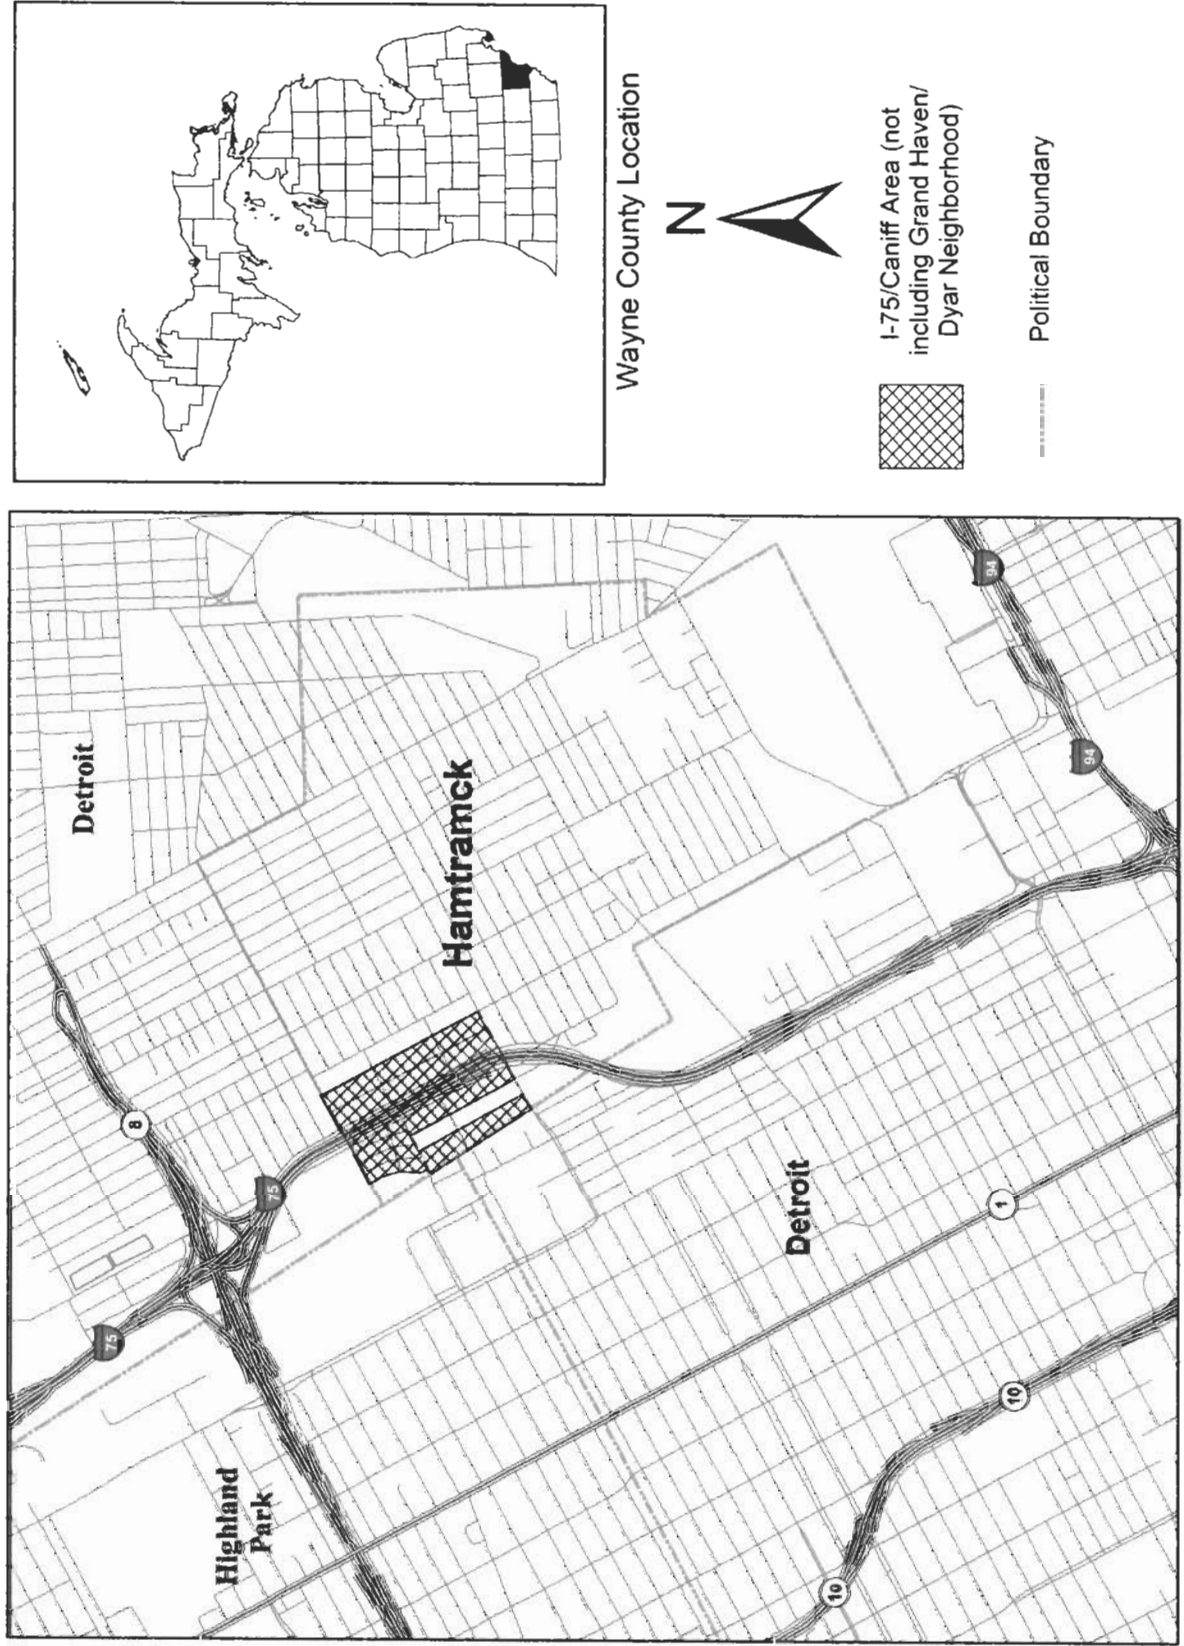 Wayne County Location
N
I-75/Caniff Area (not
including Grand Haven/
Dyar Neighborhood)
Political Boundary
Detroit
Hamtramck
Detroit
Highland
Park
8
75
75
94
94
1
10
10